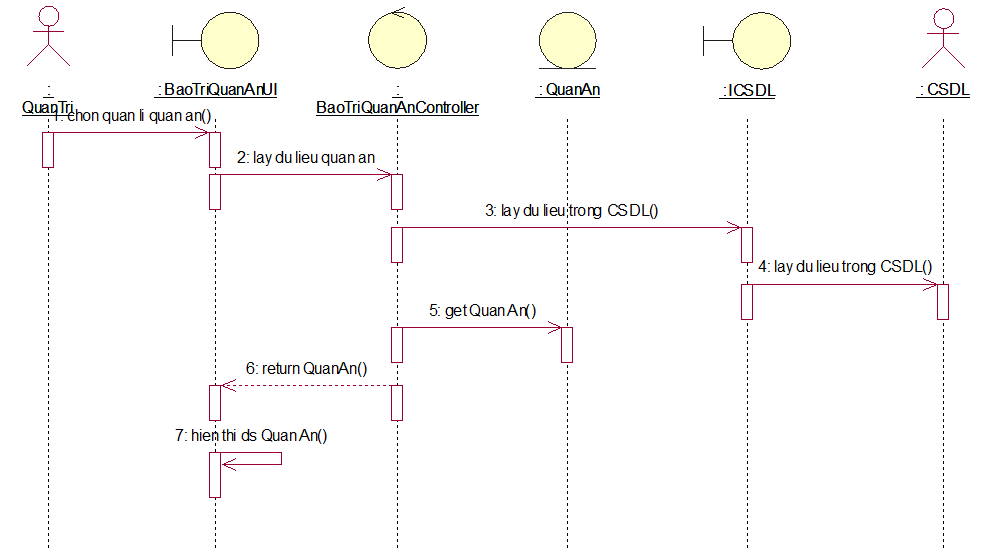 :
QuanTri
: BaoTriQuanAnUI
:
BaoTriQuanAnController
: QuanAn
: ICSDL
: CSDL
1: chon quan li quan an()
2: lay du lieu quan an
3: lay du lieu trong CSDL()
4: lay du lieu trong CSDL()
5: get QuanAn()
6: return QuanAn()
7: hien thi ds QuanAn()